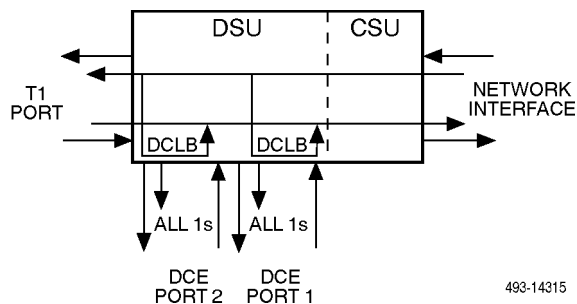 DSU
CSU
T1
PORT
NETWORK
INTERFACE
DCLB
DCLB
ALL 1s
ALL 1s
DCE
PORT 2
DCE
PORT 1
493-14315